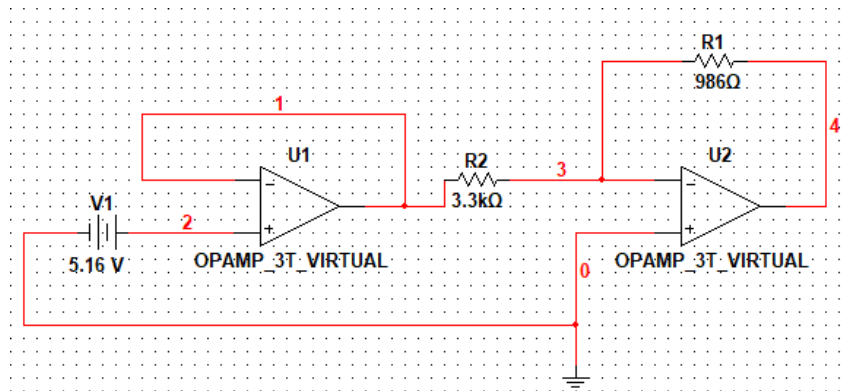 R1
986Ω
1
4
U1
R2
3
U2
3.3kΩ
V1
2
5.16 V
OPAMP_3T_VIRTUAL
OPAMP_3T_VIRTUAL
0